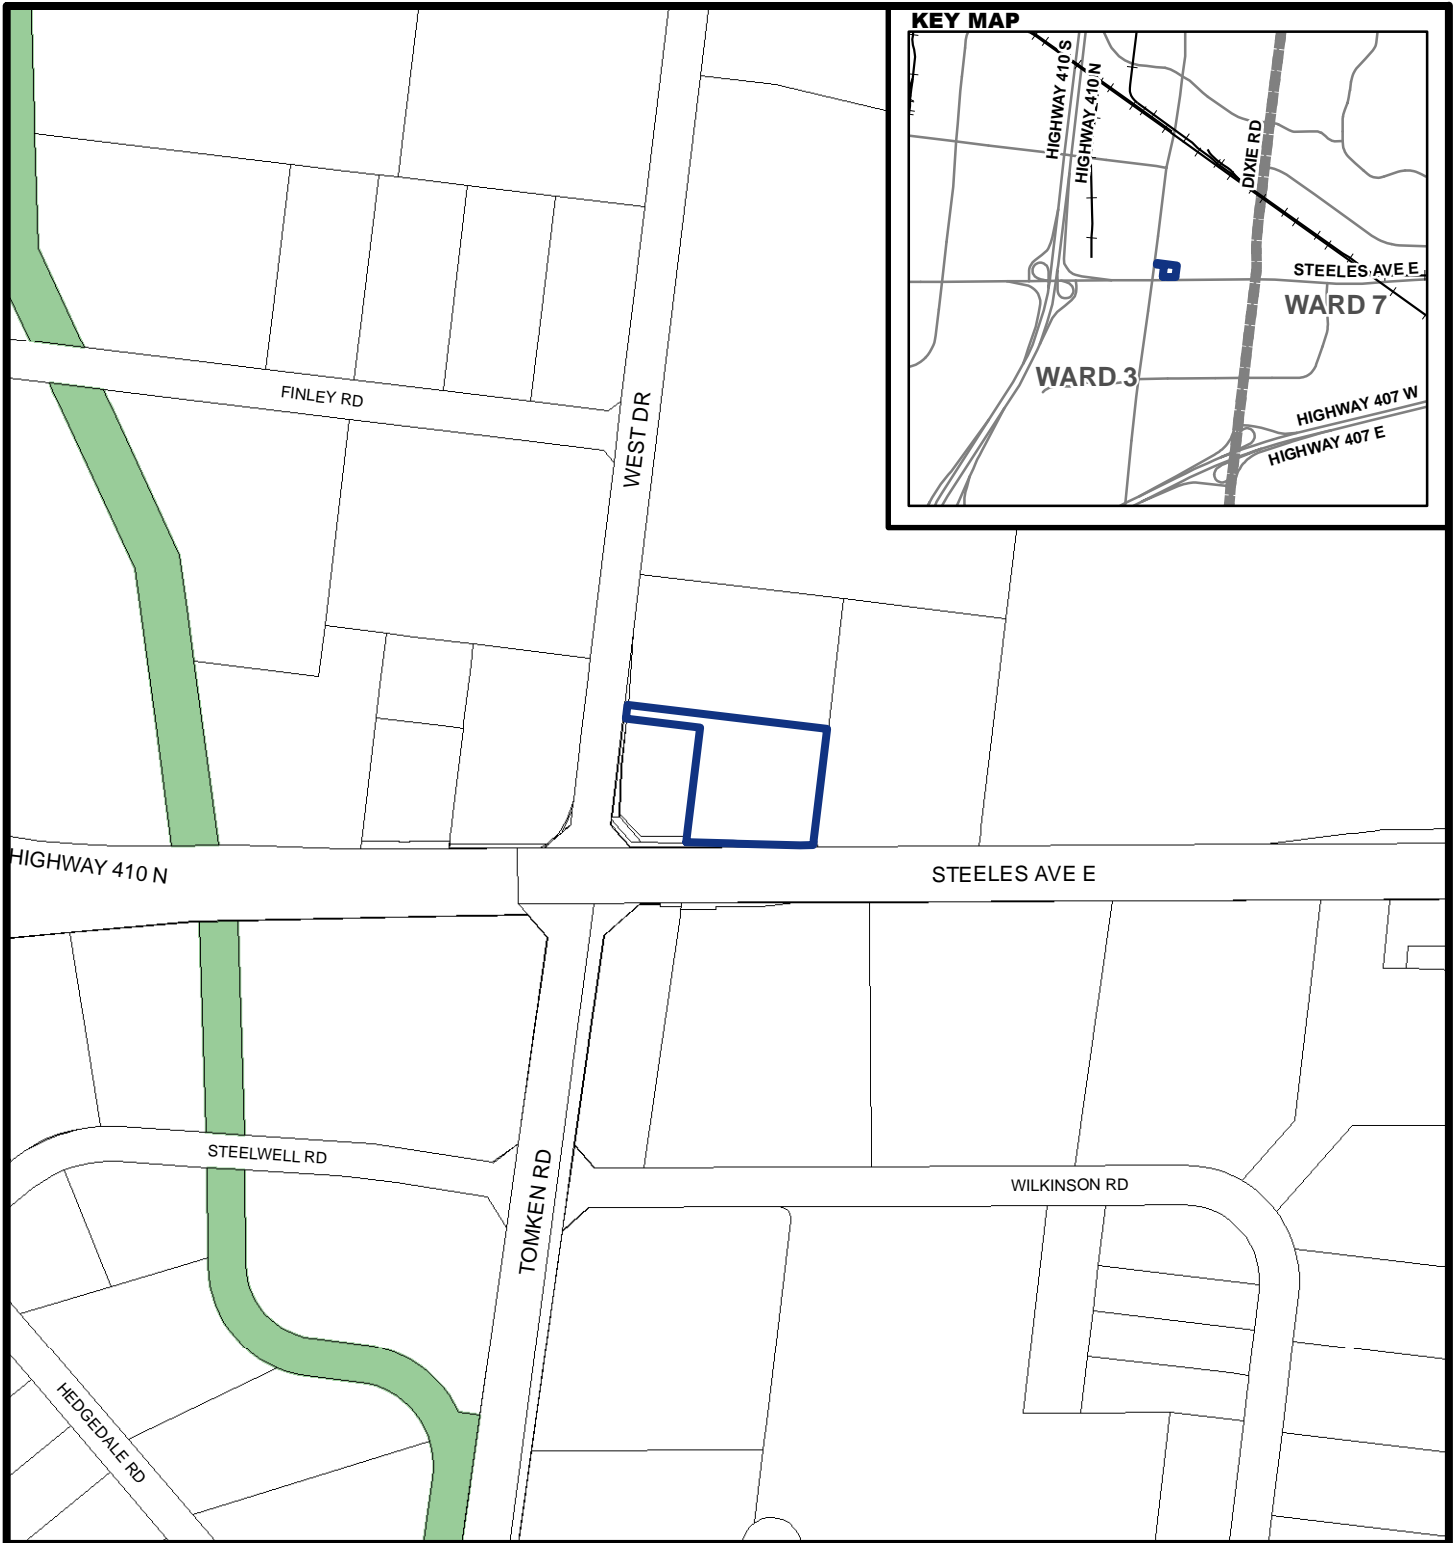 KEY MAP
HIGHWAY 410 S
HIGHWAY 410 N
DIXIE RD
STEELES AVE E
WARD 7
WARD 3
HIGHWAY 407 W
HIGHWAY 407 E
FINLEY RD
WEST DR
HIGHWAY 410 N
STEELES AVE E
STEELWELL RD
TOMKEN RD
WILKINSON RD
HEDGEDALE RD